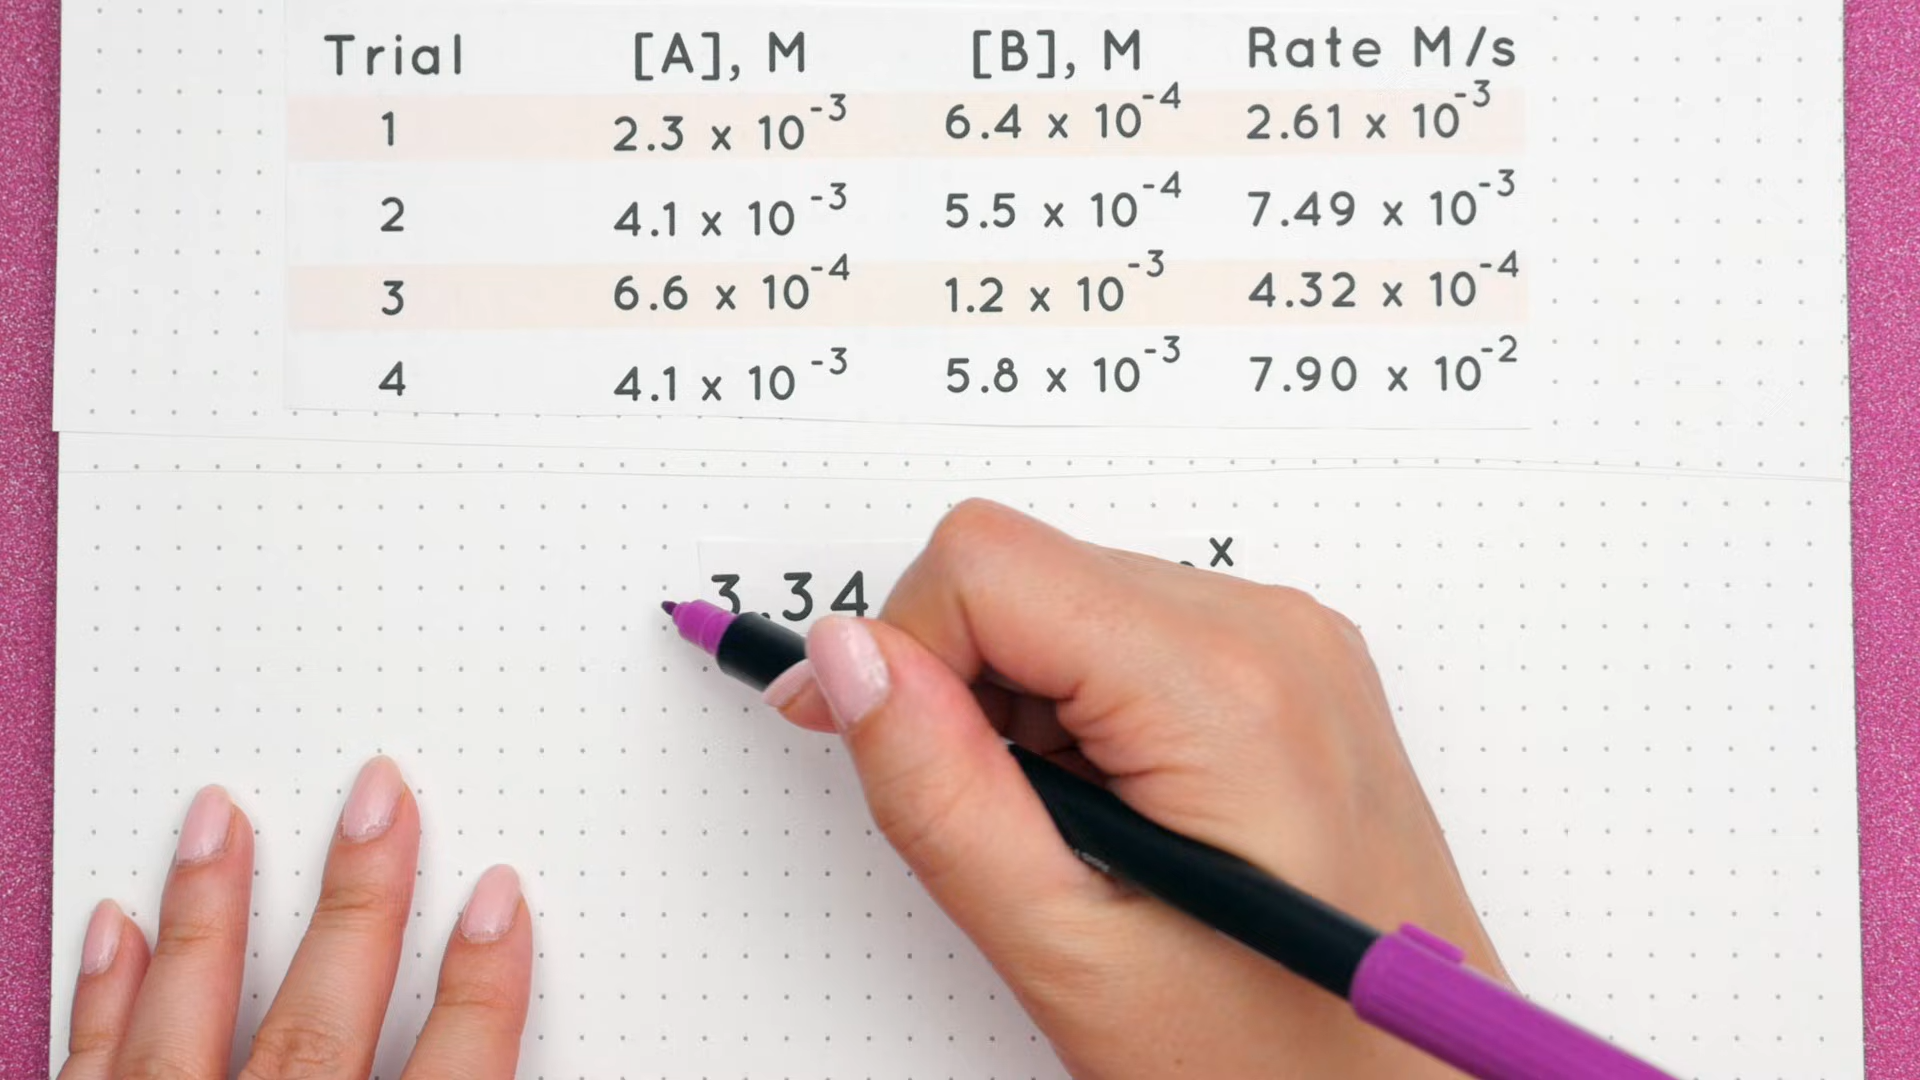 Trial [A], M [B], M Rate M/s
1 2.3 x 10⁻³ 6.4 x 10⁻⁴ 2.61 x 10⁻³
2 4.1 x 10⁻³ 5.5 x 10⁻⁴ 7.49 x 10⁻³
3 6.6 x 10⁻⁴ 1.2 x 10⁻³ 4.32 x 10⁻⁴
4 4.1 x 10⁻³ 5.8 x 10⁻³ 7.90 x 10⁻²
3.34 x